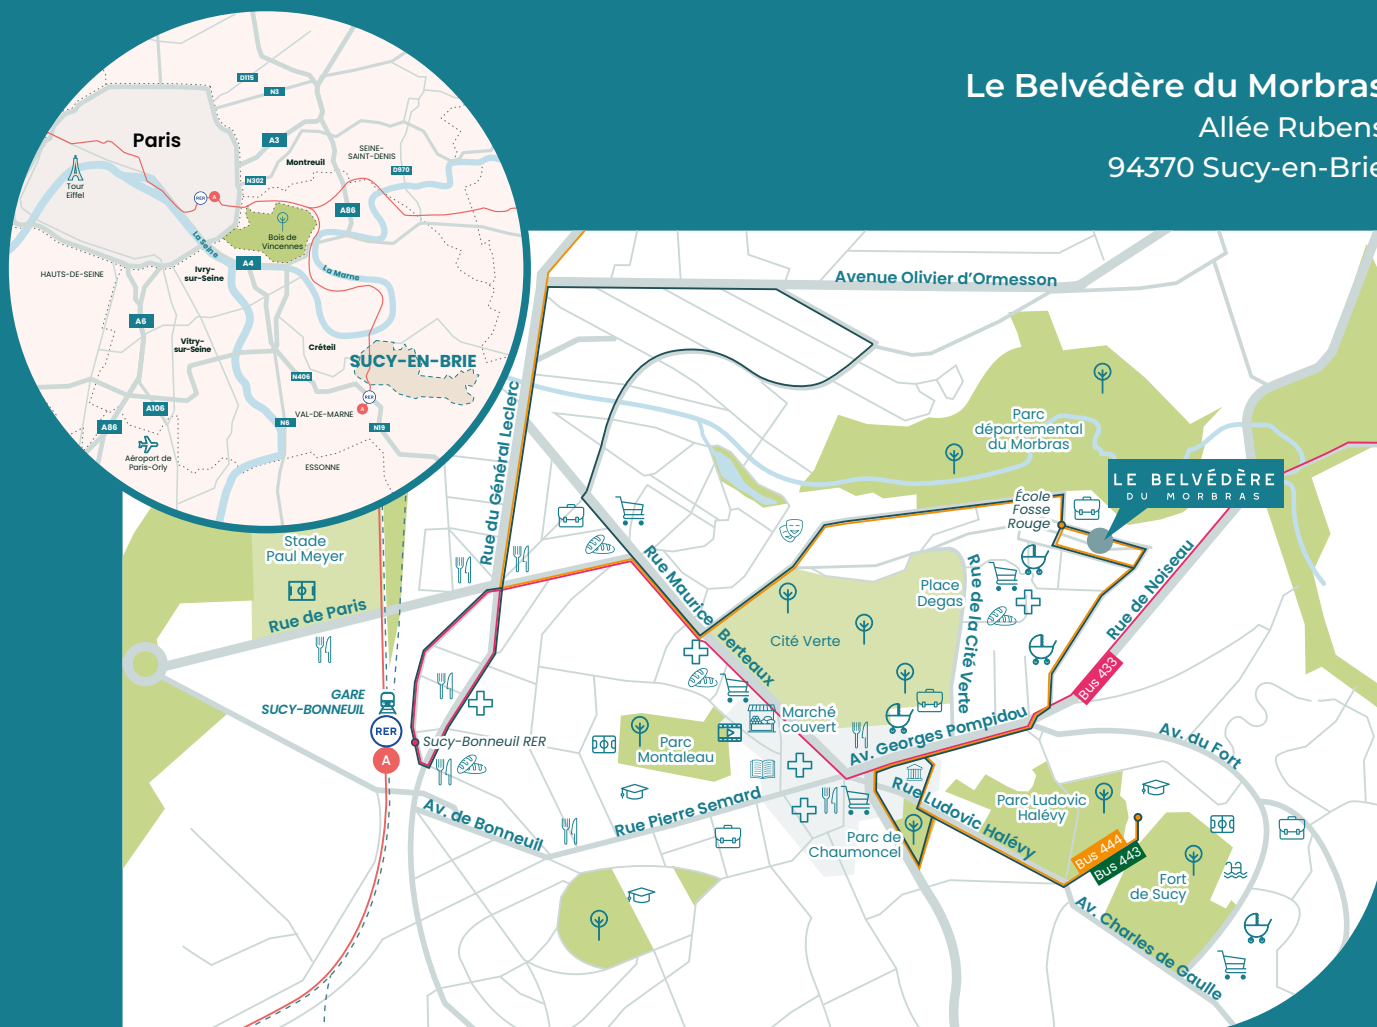 Le Belvédère du Morbras
Allée Rubens
94370 Sucy-en-Brie
D115
N3
Paris
A3
Montreuil
SEINE-
SAINT-DENIS
D970
N302
Tour
Eiffel
RER
A
A86
Bois de
Vincennes
La Seine
A4
La Marne
HAUTS-DE-SEINE
Ivry-
sur-Seine
A6
Vitry-
sur-Seine
Créteil
SUCY-EN-BRIE
N406
RER
A
A106
VAL-DE-MARNE
A86
N6
N19
Aéroport de
Paris-Orly
ESSONNE
Avenue Olivier d'Ormesson
Rue du Général Leclerc
Parc
départemental
du Morbras
LE BELVÉDÈRE
DU MORBRAS
École
Fosse
Rouge
Stade
Paul Meyer
Rue de Paris
Rue Maurice
Berteaux
Place
Degas
Rue de la Cité Verte
Rue de Noiseau
Cité Verte
Bus 433
GARE
SUCY-BONNEUIL
RER
A
Sucy-Bonneuil RER
Marché
couvert
Parc
Montaleau
Av. Georges Pompidou
Av. du Fort
Av. de Bonneuil
Rue Pierre Semard
Rue Ludovic Halévy
Parc Ludovic
Halévy
Parc de
Chaumoncel
Bus 444
Bus 443
Fort
de Sucy
Av. Charles de Gaulle